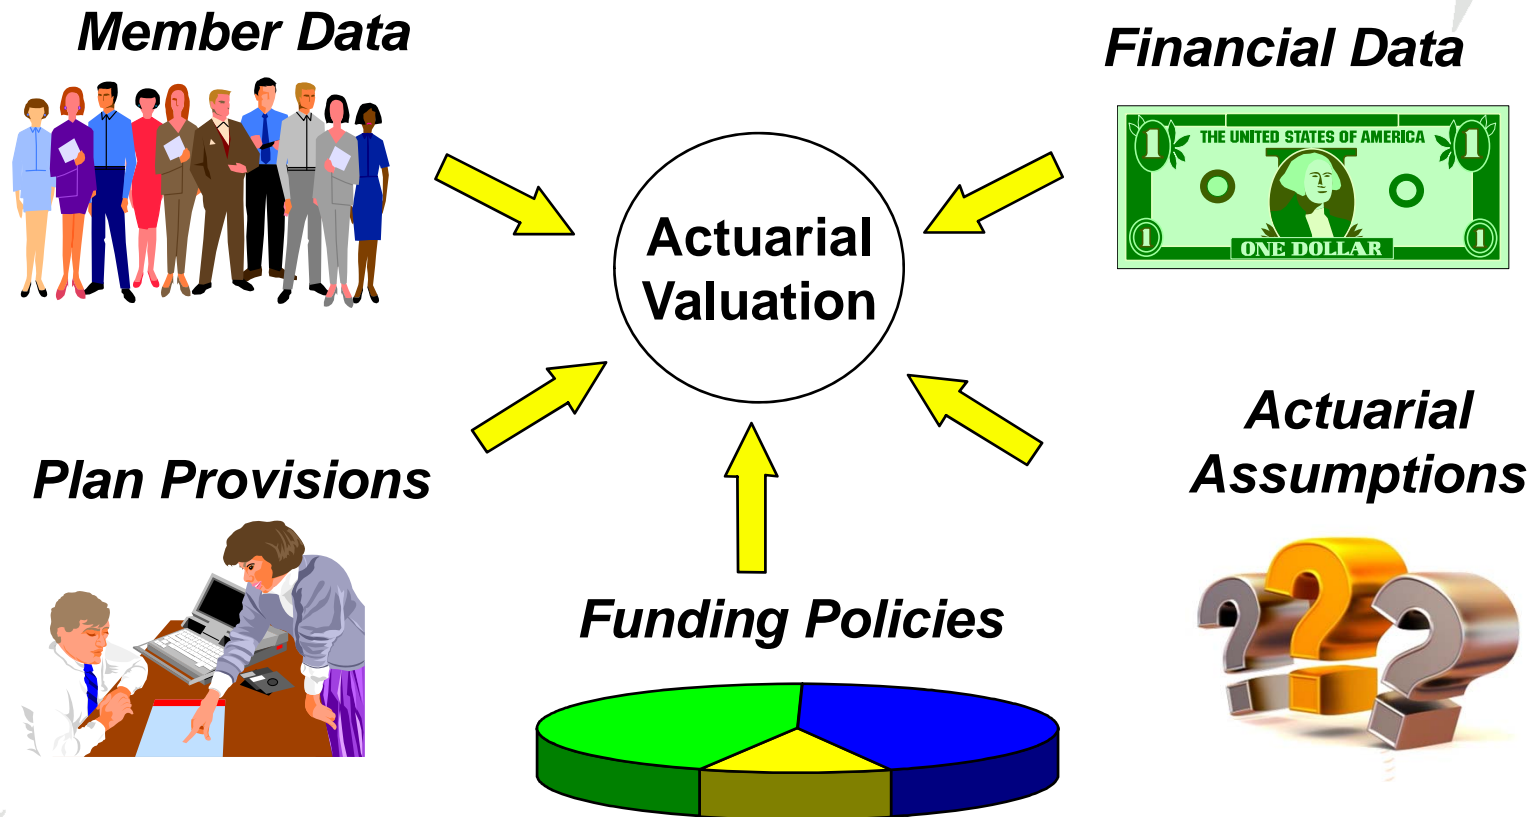 Member Data
Financial Data
1
THE UNITED STATES OF AMERICA
1
1
ONE DOLLAR
1
Actuarial
Valuation
Plan Provisions
Actuarial
Assumptions
Funding Policies
???